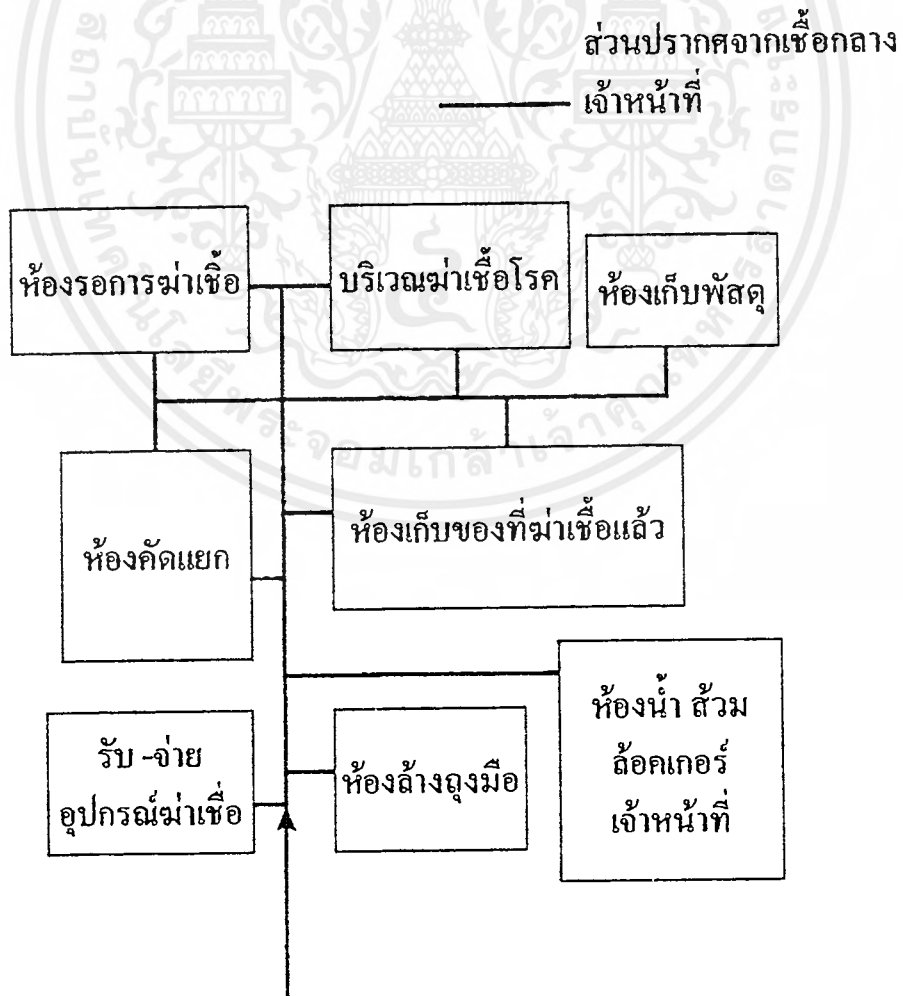 ส่วนปรากศจากเชื้อกลาง
เจ้าหน้าที่
ห้องรอการฆ่าเชื้อ
บริเวณฆ่าเชื้อโรค
ห้องเก็บพัสดุ
ห้องคัดแยก
ห้องเก็บของที่ฆ่าเชื้อแล้ว
ห้องน้ำ ส้วม
ล้อคเกอร์
เจ้าหน้าที่
รับ -จ่าย
อุปกรณ์ฆ่าเชื่อ
ห้องล้างถุงมือ